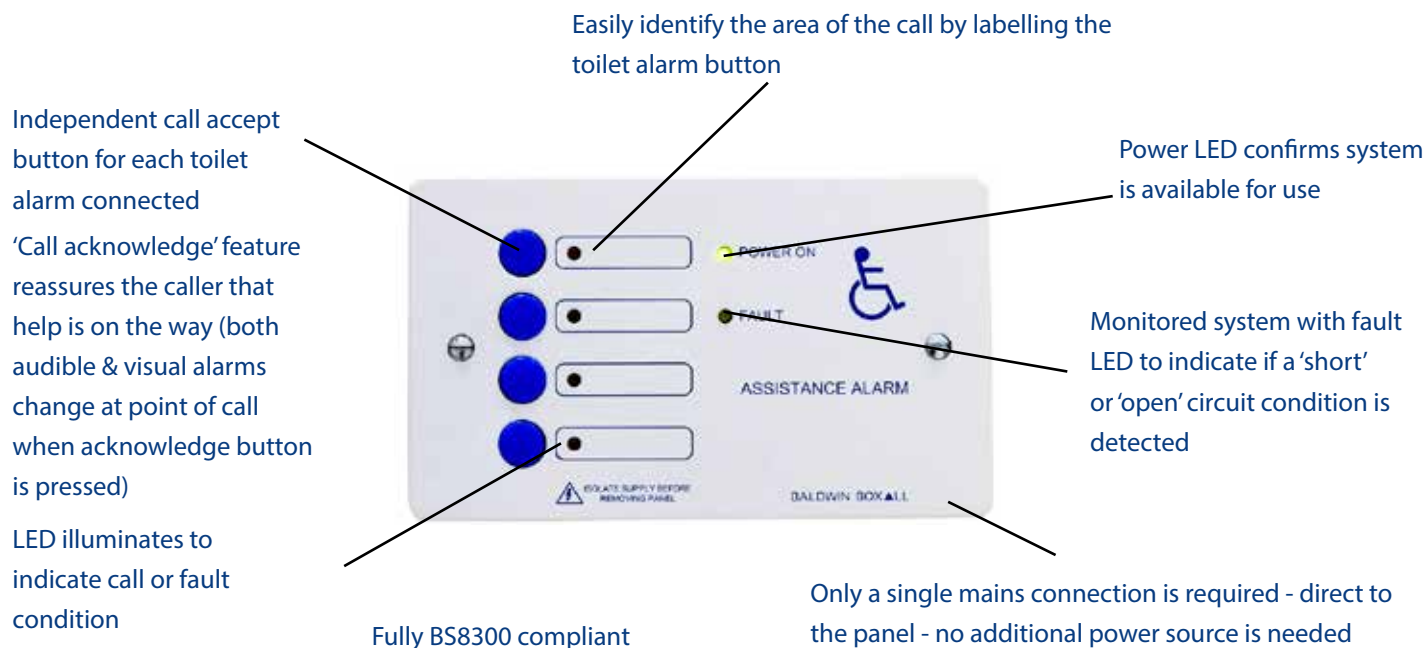 Easily identify the area of the call by labelling the
toilet alarm button
Independent call accept
button for each toilet
alarm connected
‘Call acknowledge’ feature
reassures the caller that
help is on the way (both
audible & visual alarms
change at point of call
when acknowledge button
is pressed)
LED illuminates to
indicate call or fault
condition
Power LED confirms system
is available for use
Monitored system with fault
LED to indicate if a ‘short’
or ‘open’ circuit condition is
detected
POWER ON
FAULT
ASSISTANCE ALARM
ISOLATE SUPPLY BEFORE
REMOVING PANEL
BALDWIN BOXALL
Fully BS8300 compliant
Only a single mains connection is required - direct to
the panel - no additional power source is needed